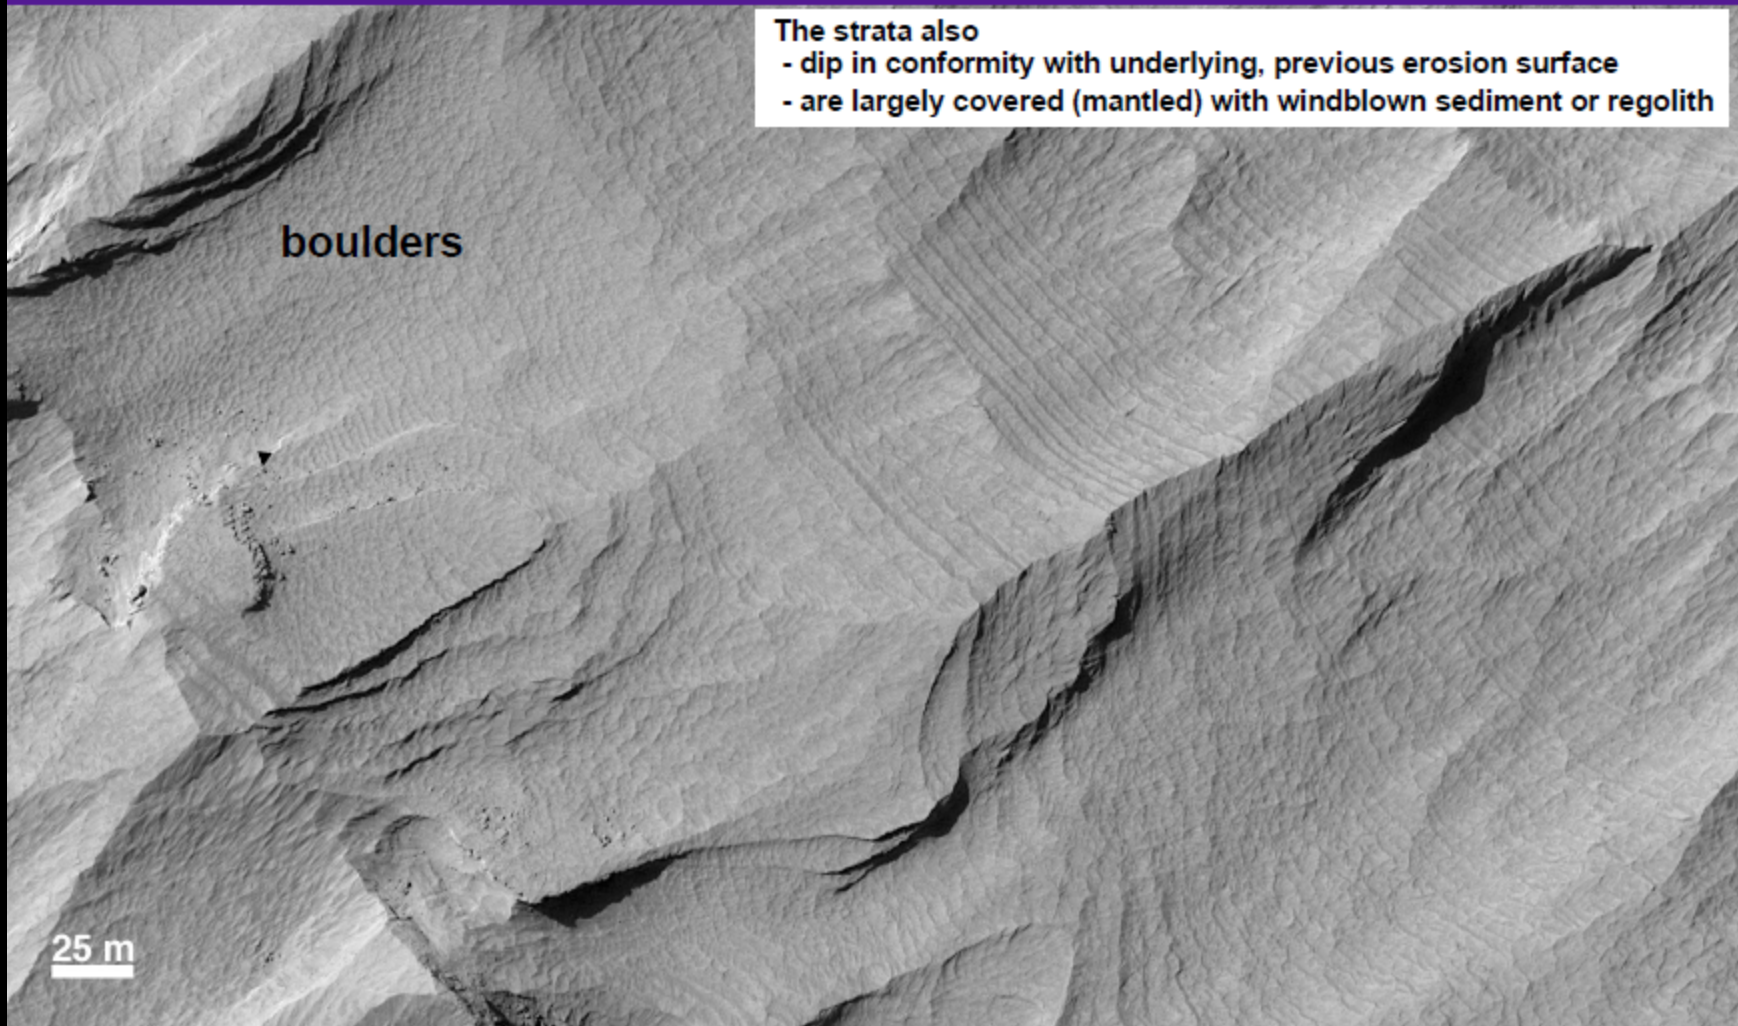 The strata also
- dip in conformity with underlying, previous erosion surface
- are largely covered (mantled) with windblown sediment or regolith
boulders
25 m